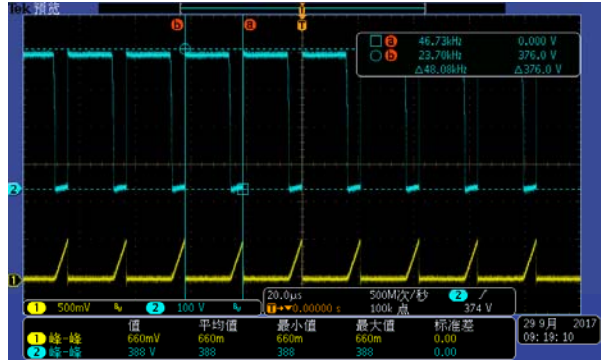 Tek 预览
b a T
a 46.73kHz 0.000 V
b 23.70kHz 376.0 V
△48.08kHz △376.0 V
2
1
1 500mV 2 100 V
20.0µs 500M次/秒 2
T→▼0.00000 s 100k 点 374 V
值 平均值 最小值 最大值 标准差
1 峰-峰 660mV 660m 660m 660m 0.00
2 峰-峰 388 V 388 388 388 0.00
29 9月 2017
09:19:10